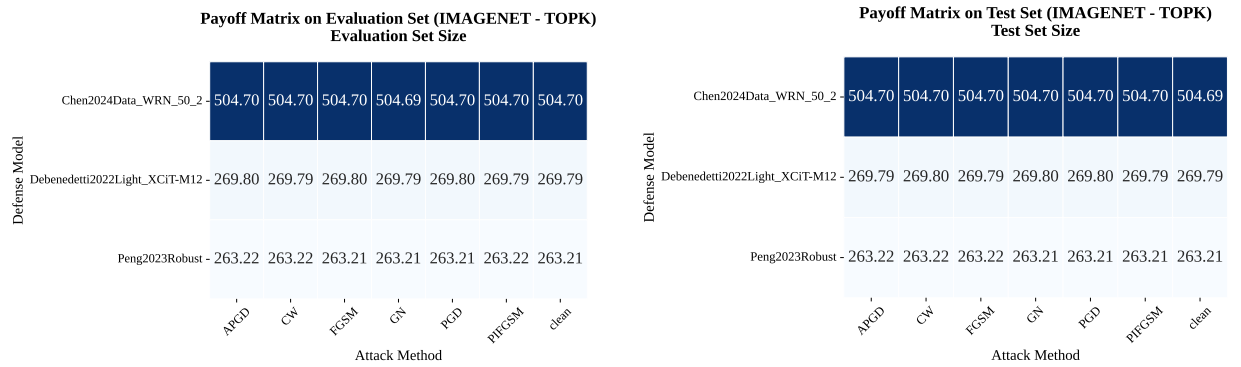 Payoff Matrix on Evaluation Set (IMAGENET - TOPK)
Evaluation Set Size
Defense Model
Chen2024Data_WRN_50_2 504.70 504.70 504.70 504.69 504.70 504.70 504.70
Debenedetti2022Light_XCiT-M12 269.80 269.79 269.80 269.79 269.80 269.79 269.79
Peng2023Robust 263.22 263.22 263.21 263.21 263.21 263.22 263.21
APGD CW FGSM GN PGD PIFGSM clean
Attack Method
Payoff Matrix on Test Set (IMAGENET - TOPK)
Test Set Size
Defense Model
Chen2024Data_WRN_50_2 504.70 504.70 504.70 504.70 504.70 504.70 504.69
Debenedetti2022Light_XCiT-M12 269.79 269.80 269.79 269.80 269.80 269.79 269.79
Peng2023Robust 263.22 263.22 263.22 263.21 263.21 263.21 263.21
APGD CW FGSM GN PGD PIFGSM clean
Attack Method